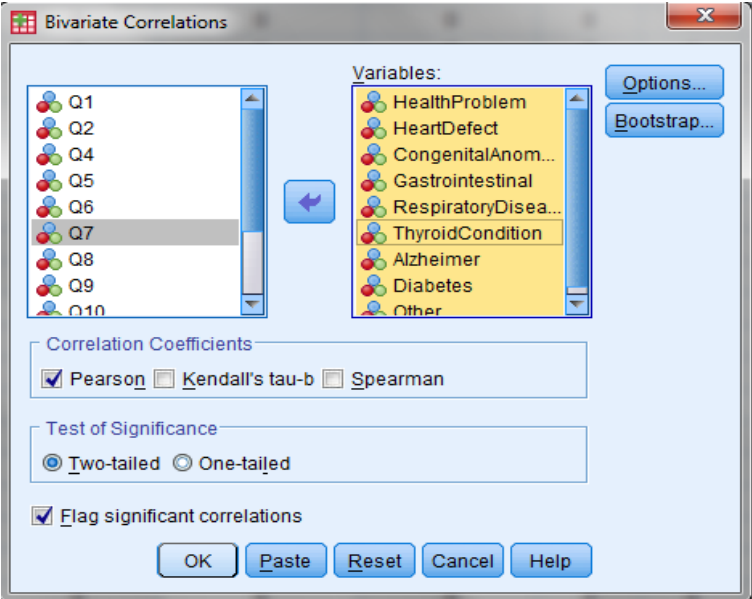 Bivariate Correlations
Variables:
Q1
Q2
Q4
Q5
Q6
Q7
Q8
Q9
Q10
HealthProblem
HeartDefect
CongenitalAnom...
Gastrointestinal
RespiratoryDisea...
ThyroidCondition
Alzheimer
Diabetes
Other
Options...
Bootstrap...
Correlation Coefficients
Pearson Kendall's tau-b Spearman
Test of Significance
Two-tailed One-tailed
Flag significant correlations
OK Paste Reset Cancel Help